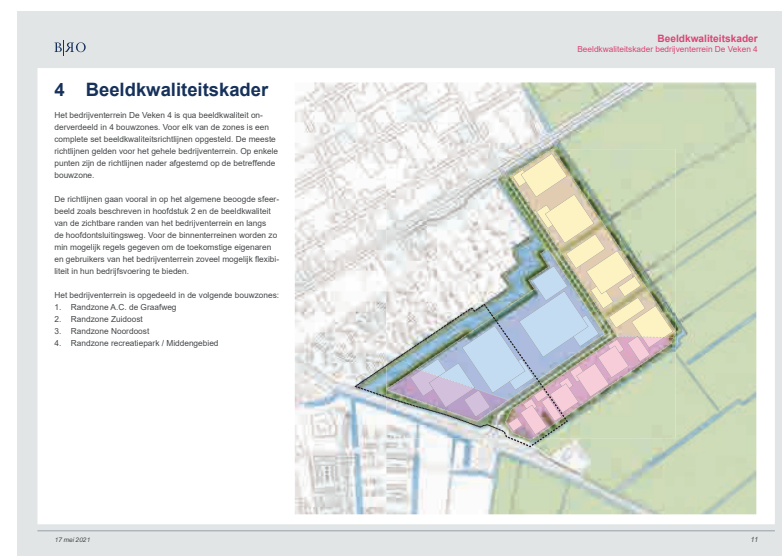 B|ЯO
Beeldkwaliteitskader
Beeldkwaliteitskader bedrijventerrein De Veken 4
4 Beeldkwaliteitskader
Het bedrijventerrein De Veken 4 is qua beeldkwaliteit on-
derverdeeld in 4 bouwzones. Voor elk van de zones is een
complete set beeldkwaliteitsrichtlijnen opgesteld. De meeste
richtlijnen gelden voor het gehele bedrijventerrein. Op enkele
punten zijn de richtlijnen nader afgestemd op de betreffende
bouwzone.
De richtlijnen gaan vooral in op het algemene beoogde sfeer-
beeld zoals beschreven in hoofdstuk 2 en de beeldkwaliteit
van de zichtbare randen van het bedrijventerrein en langs
de hoofdontsluitingsweg. Voor de binnenterreinen worden zo
min mogelijk regels gegeven om de toekomstige eigenaren
en gebruikers van het bedrijventerrein zoveel mogelijk flexibi-
liteit in hun bedrijfsvoering te bieden.
Het bedrijventerrein is opgedeeld in de volgende bouwzones:
1. Randzone A.C. de Graafweg
2. Randzone Zuidoost
3. Randzone Noordoost
4. Randzone recreatiepark / Middengebied
17 mei 2021
11